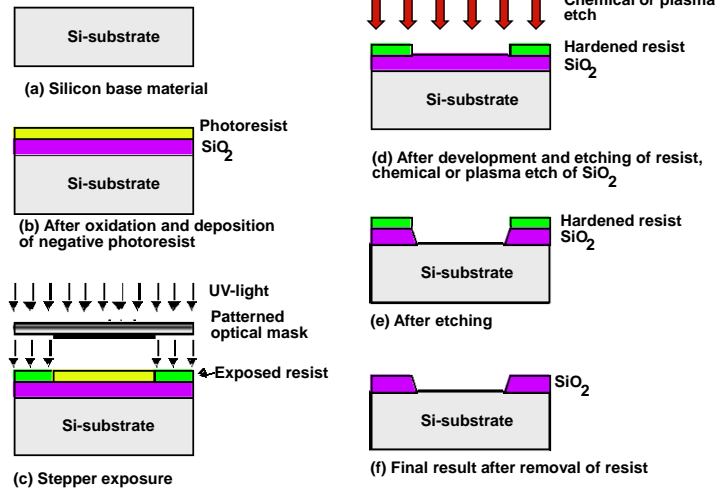 Si-substrate
(a) Silicon base material
Photoresist
SiO2
Si-substrate
(b) After oxidation and deposition
of negative photoresist
UV-light
Patterned
optical mask
Exposed resist
Si-substrate
(c) Stepper exposure
Chemical or plasma
etch
Hardened resist
SiO2
Si-substrate
(d) After development and etching of resist,
chemical or plasma etch of SiO2
Hardened resist
SiO2
Si-substrate
(e) After etching
SiO2
Si-substrate
(f) Final result after removal of resist